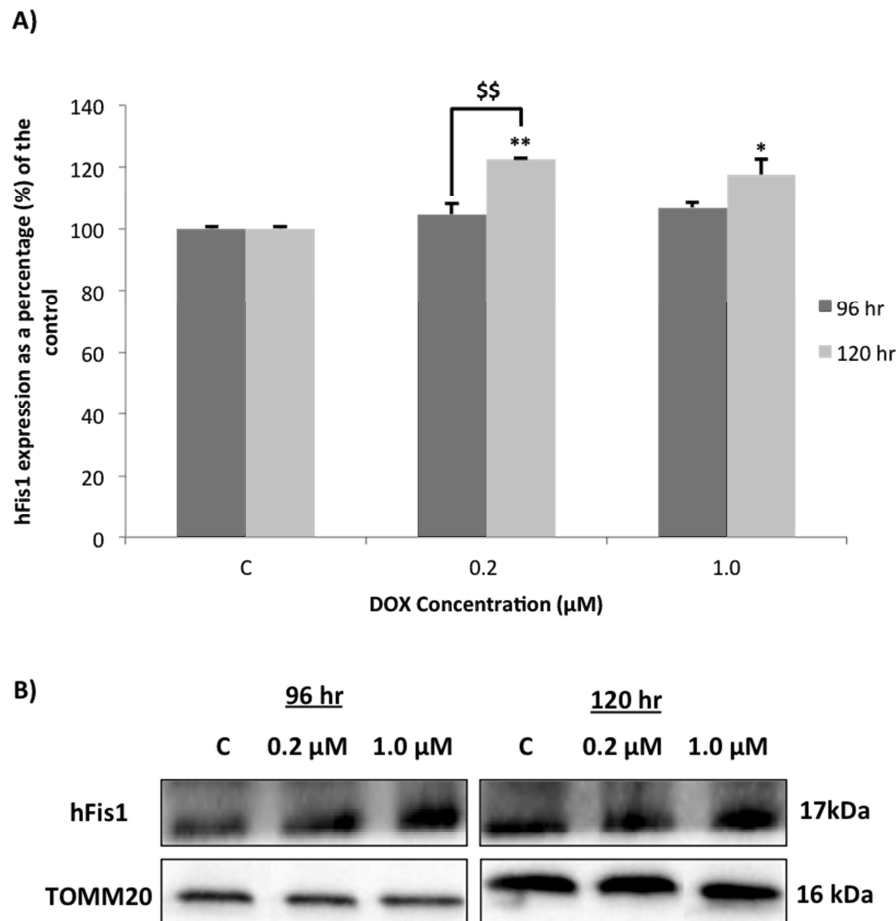 A)
hFis1 expression as a percentage (%) of the
control
140
120
100
80
60
40
20
0
$$
**
*
C
0.2
1.0
DOX Concentration (µM)
96 hr
120 hr
B)
96 hr
120 hr
C 0.2 µM 1.0 µM
C 0.2 µM 1.0 µM
hFis1
17kDa
TOMM20
16 kDa